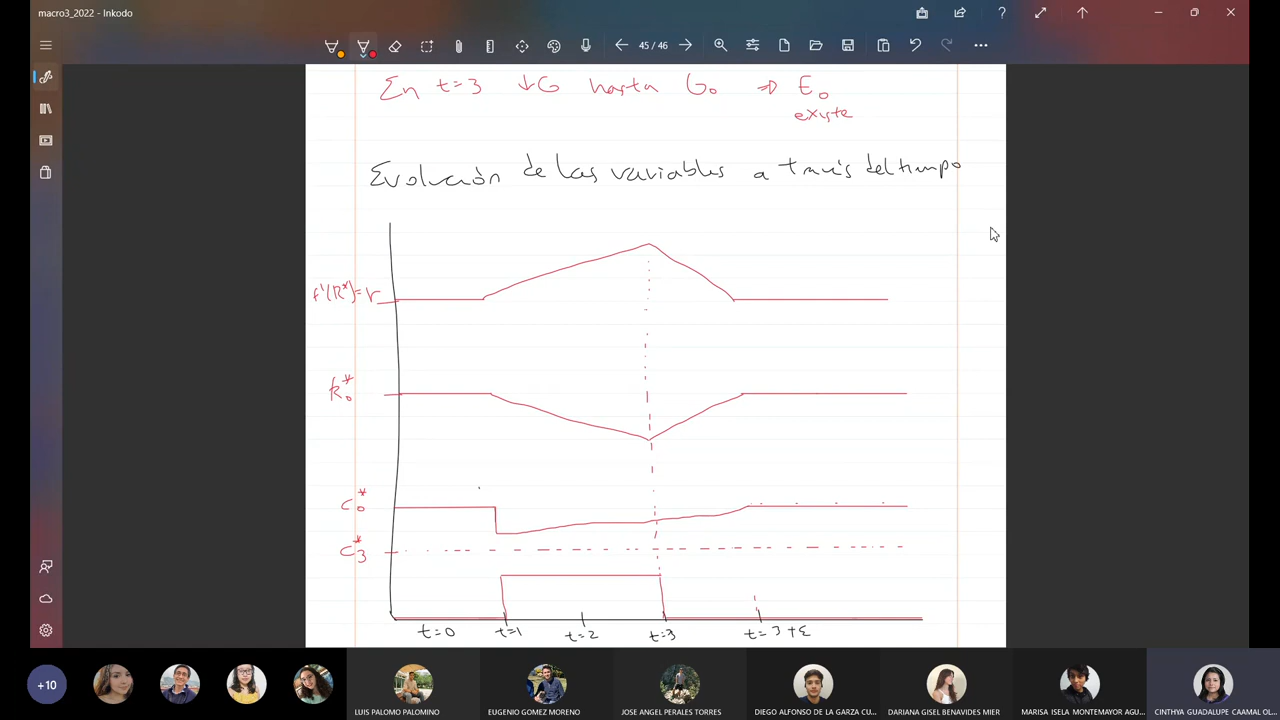 macro3_2022 - Inkodo
45 / 46
En t=3 ↓G hasta G₀ ⇒ E₀
existe
Evolución de las variables a través del tiempo
f'(k*)=r
k₀*
c₀*
c₃*
t=0 t=1 t=2 t=3 t=3+ε
+10
LUIS PALOMO PALOMINO
EUGENIO GOMEZ MORENO
JOSE ANGEL PERALES TORRES
DIEGO ALFONSO DE LA GARZA CU...
DARIANA GISEL BENAVIDES MIER
MARISA ISELA MONTEMAYOR AGU...
CINTHYA GUADALUPE CAAMAL OL...